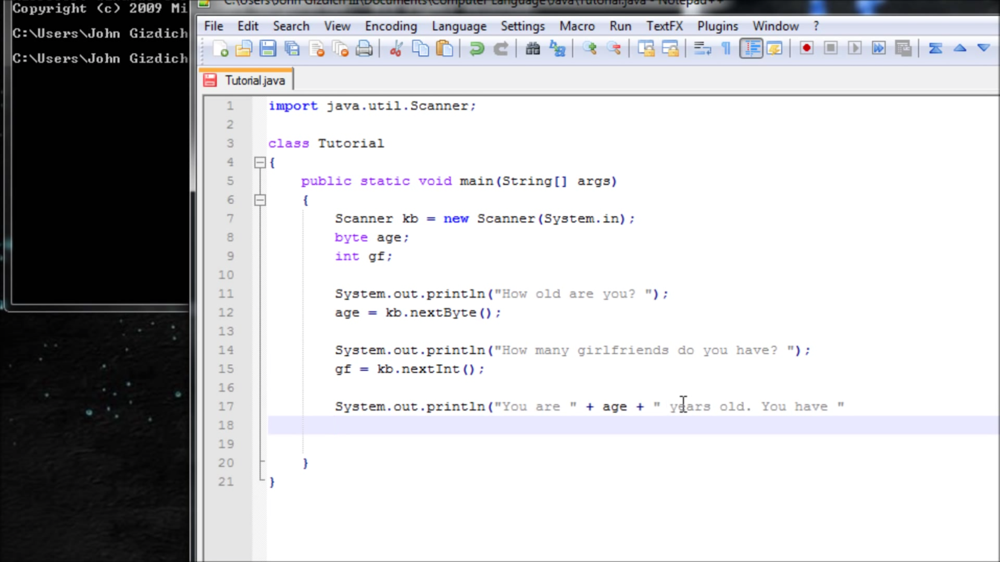 Copyright (c) 2009 Mi
C:\Users\John Gizdich
C:\Users\John Gizdich
C:\Users\John Gizdich III\Documents\Computer Language\Java\Tutorial.java - Notepad++
File Edit Search View Encoding Language Settings Macro Run TextFX Plugins Window ?
Tutorial.java
1 import java.util.Scanner;
2
3 class Tutorial
4 {
5 public static void main(String[] args)
6 {
7 Scanner kb = new Scanner(System.in);
8 byte age;
9 int gf;
10
11 System.out.println("How old are you? ");
12 age = kb.nextByte();
13
14 System.out.println("How many girlfriends do you have? ");
15 gf = kb.nextInt();
16
17 System.out.println("You are " + age + " years old. You have "
18
19
20 }
21 }